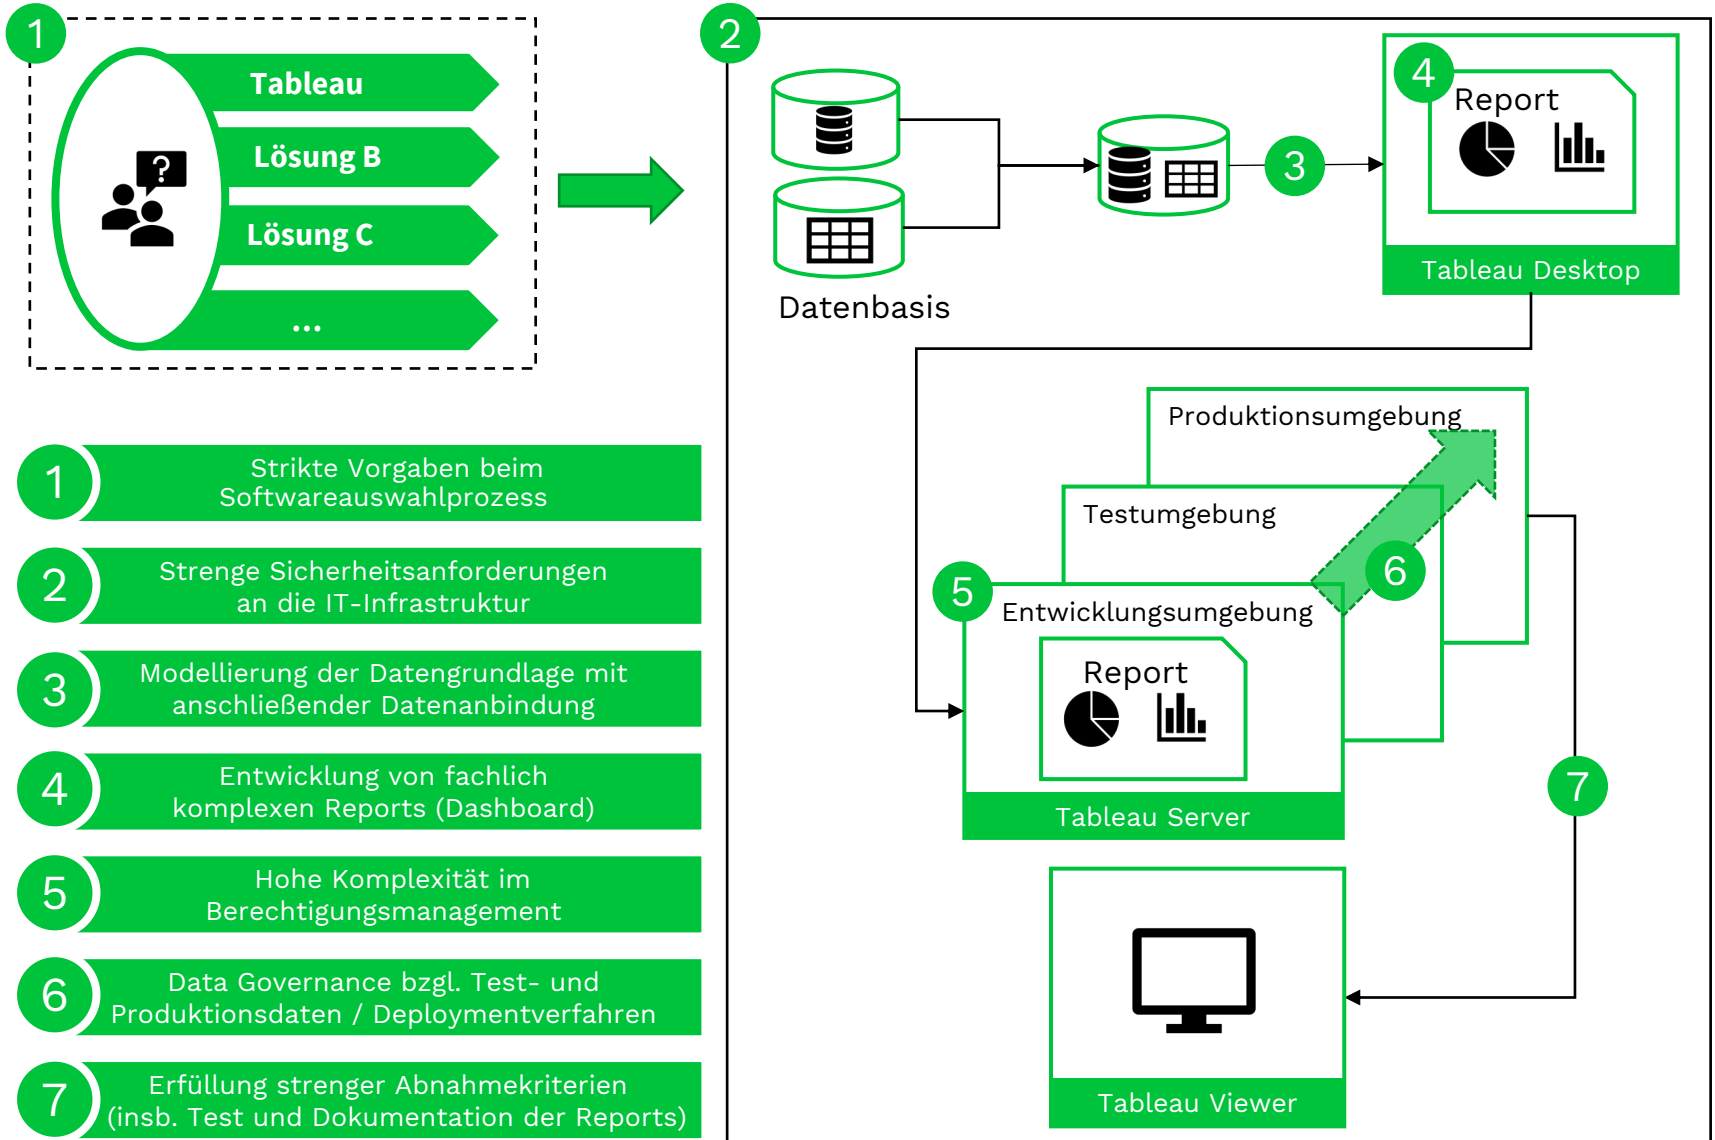 1
Tableau
Lösung B
Lösung C
...
2
Datenbasis
3
4
Report
Tableau Desktop
Produktionsumgebung
Testumgebung
6
5
Entwicklungsumgebung
Report
Tableau Server
7
Tableau Viewer
1
Strikte Vorgaben beim
Softwareauswahlprozess
2
Strenge Sicherheitsanforderungen
an die IT-Infrastruktur
3
Modellierung der Datengrundlage mit
anschließender Datenanbindung
4
Entwicklung von fachlich
komplexen Reports (Dashboard)
5
Hohe Komplexität im
Berechtigungsmanagement
6
Data Governance bzgl. Test- und
Produktionsdaten / Deploymentverfahren
7
Erfüllung strenger Abnahmekriterien
(insb. Test und Dokumentation der Reports)